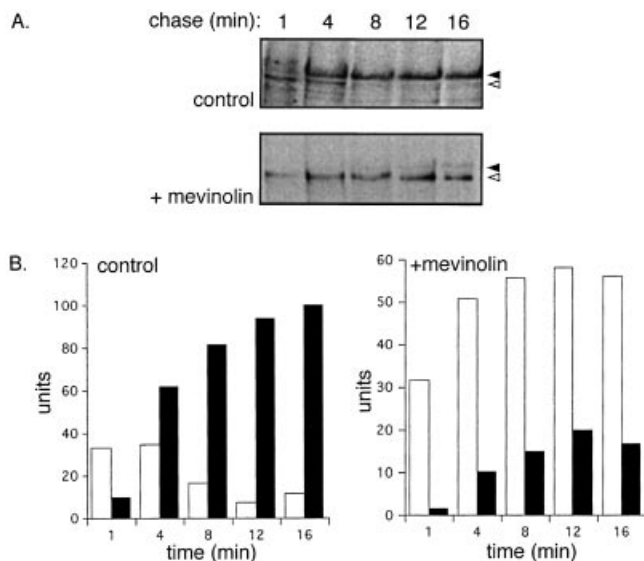 A.
chase (min): 1 4 8 12 16
control
+ mevinolin
B.
control
120
100
80
60
40
20
0
units
1 4 8 12 16
time (min)
+mevinolin
60
50
40
30
20
10
0
units
1 4 8 12 16
time (min)